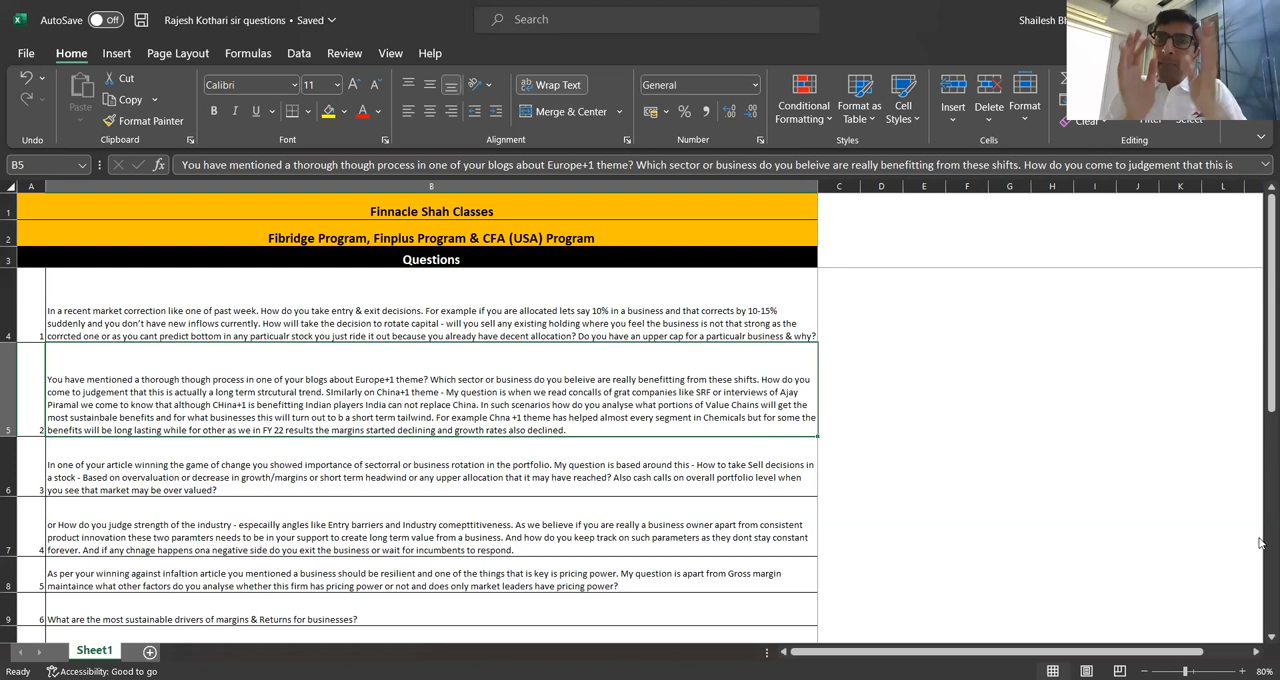 AutoSave Off Rajesh Kothari sir questions • Saved Search Shailesh
File Home Insert Page Layout Formulas Data Review View Help
Cut Calibri 11 Wrap Text General
Paste Copy Merge & Center Conditional Formatting Format as Table Cell Styles Insert Delete Format
Format Painter B I U Clear
Undo Clipboard Font Alignment Number Styles Cells Editing
B5 fx You have mentioned a thorough though process in one of your blogs about Europe+1 theme? Which sector or business do you beleive are really benefitting from these shifts. How do you come to judgement that this is
A B C D E F G H I J K L
1 Finnacle Shah Classes
2 Fibridge Program, Finplus Program & CFA (USA) Program
3 Questions
In a recent market correction like one of past week. How do you take entry & exit decisions. For example if you are allocated lets say 10% in a business and that corrects by 10-15%
suddenly and you don't have new inflows currently. How will take the decision to rotate capital - will you sell any existing holding where you feel the business is not that strong as the
4 1 corrcted one or as you cant predict bottom in any particualr stock you just ride it out because you already have decent allocation? Do you have an upper cap for a particualr business & why?
You have mentioned a thorough though process in one of your blogs about Europe+1 theme? Which sector or business do you beleive are really benefitting from these shifts. How do you
come to judgement that this is actually a long term strcutural trend. SImilarly on China+1 theme - My question is when we read concalls of grat companies like SRF or interviews of Ajay
Piramal we come to know that although CHina+1 is benefitting Indian players India can not replace China. In such scenarios how do you analyse what portions of Value Chains will get the
most sustainbale benefits and for what businesses this will turn out to b a short term tailwind. For example Chna +1 theme has helped almost every segment in Chemicals but for some the
5 2 benefits will be long lasting while for other as we in FY 22 results the margins started declining and growth rates also declined.
In one of your article winning the game of change you showed importance of sectorral or business rotation in the portfolio. My question is based around this - How to take Sell decisions in
a stock - Based on overvaluation or decrease in growth/margins or short term headwind or any upper allocation that it may have reached? Also cash calls on overall portfolio level when
6 3 you see that market may be over valued?
or How do you judge strength of the industry - especailly angles like Entry barriers and Industry comepttitiveness. As we believe if you are really a business owner apart from consistent
product innovation these two paramters needs to be in your support to create long term value from a business. And how do you keep track on such parameters as they dont stay constant
7 4 forever. And if any chnage happens ona negative side do you exit the business or wait for incumbents to respond.
As per your winning against infaltion article you mentioned a business should be resilient and one of the things that is key is pricing power. My question is apart from Gross margin
8 5 maintaince what other factors do you analyse whether this firm has pricing power or not and does only market leaders have pricing power?
9 6 What are the most sustainable drivers of margins & Returns for businesses?
Sheet1
Ready Accessibility: Good to go 80%